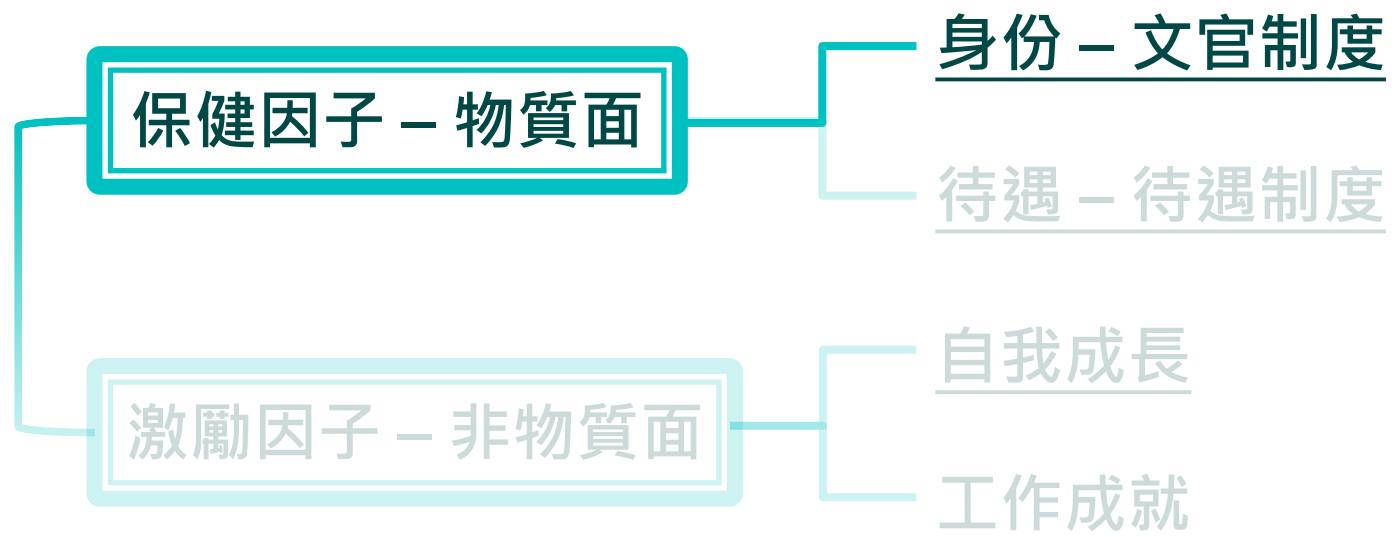 身份 – 文官制度
保健因子 – 物質面
待遇 – 待遇制度
自我成長
激勵因子 – 非物質面
工作成就